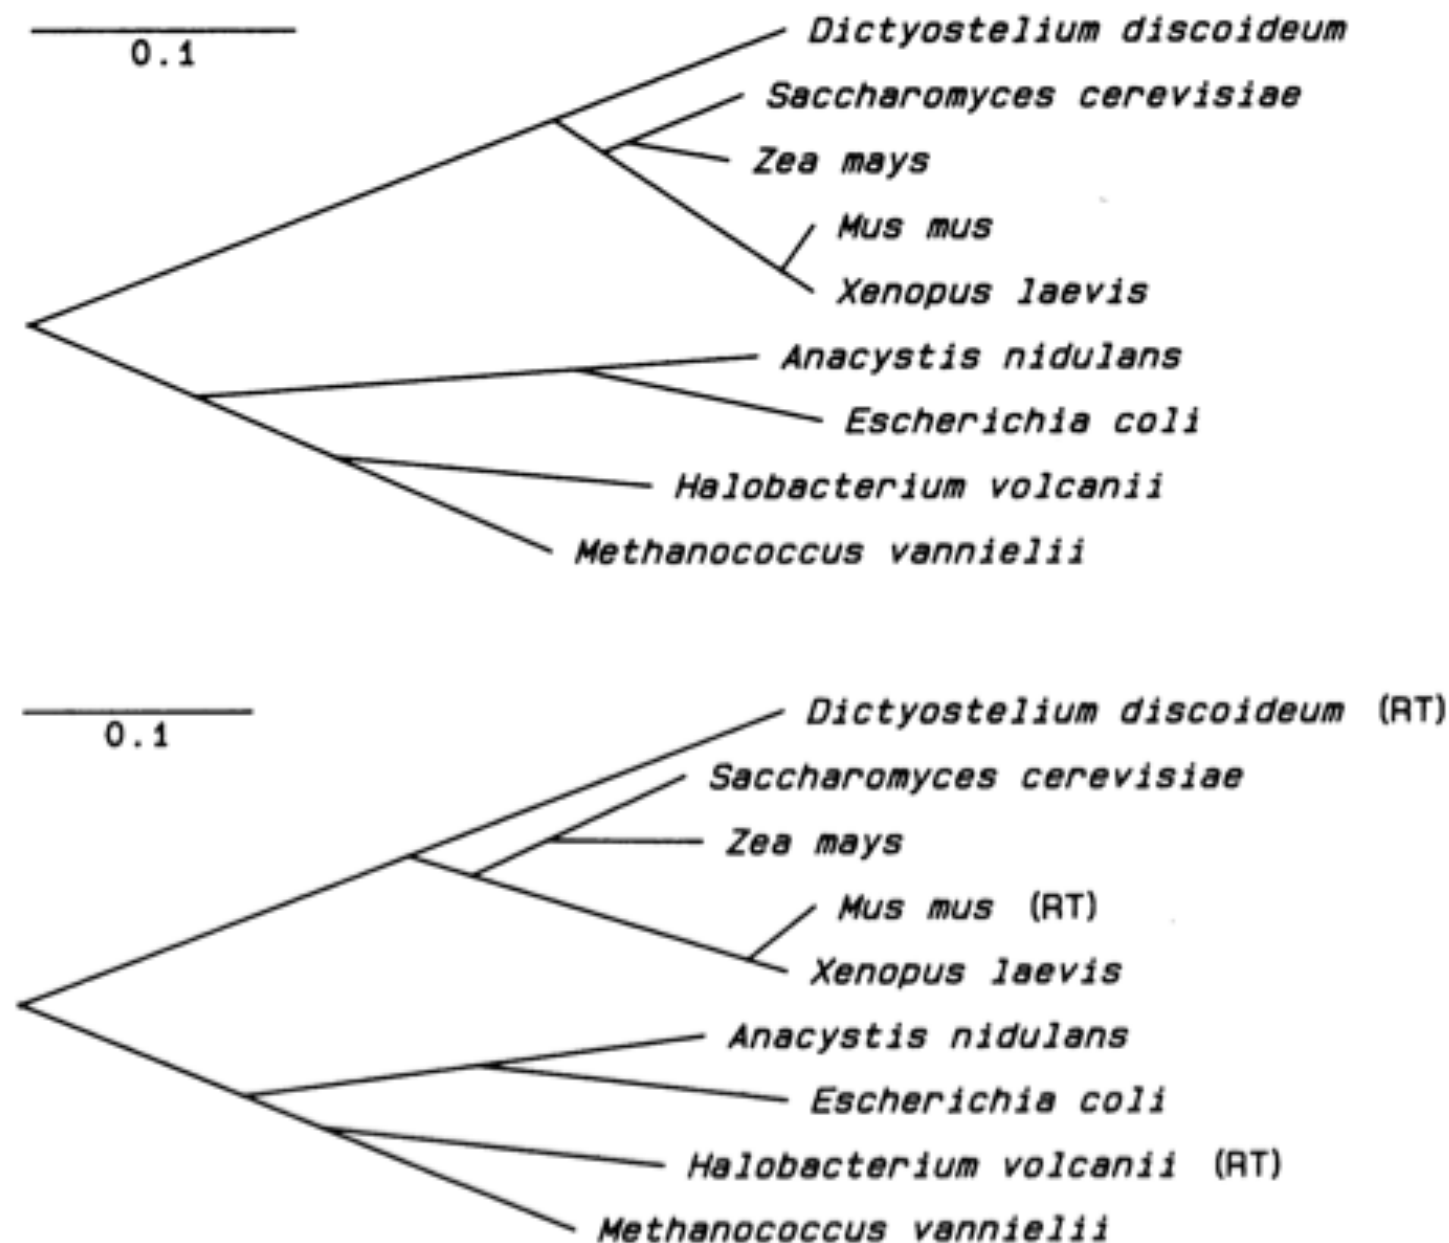 0.1
Dictyostelium discoideum
Saccharomyces cerevisiae
Zea mays
Mus mus
Xenopus laevis
Anacystis nidulans
Escherichia coli
Halobacterium volcanii
Methanococcus vannielii
0.1
Dictyostelium discoideum (RT)
Saccharomyces cerevisiae
Zea mays
Mus mus (RT)
Xenopus laevis
Anacystis nidulans
Escherichia coli
Halobacterium volcanii (RT)
Methanococcus vannielii